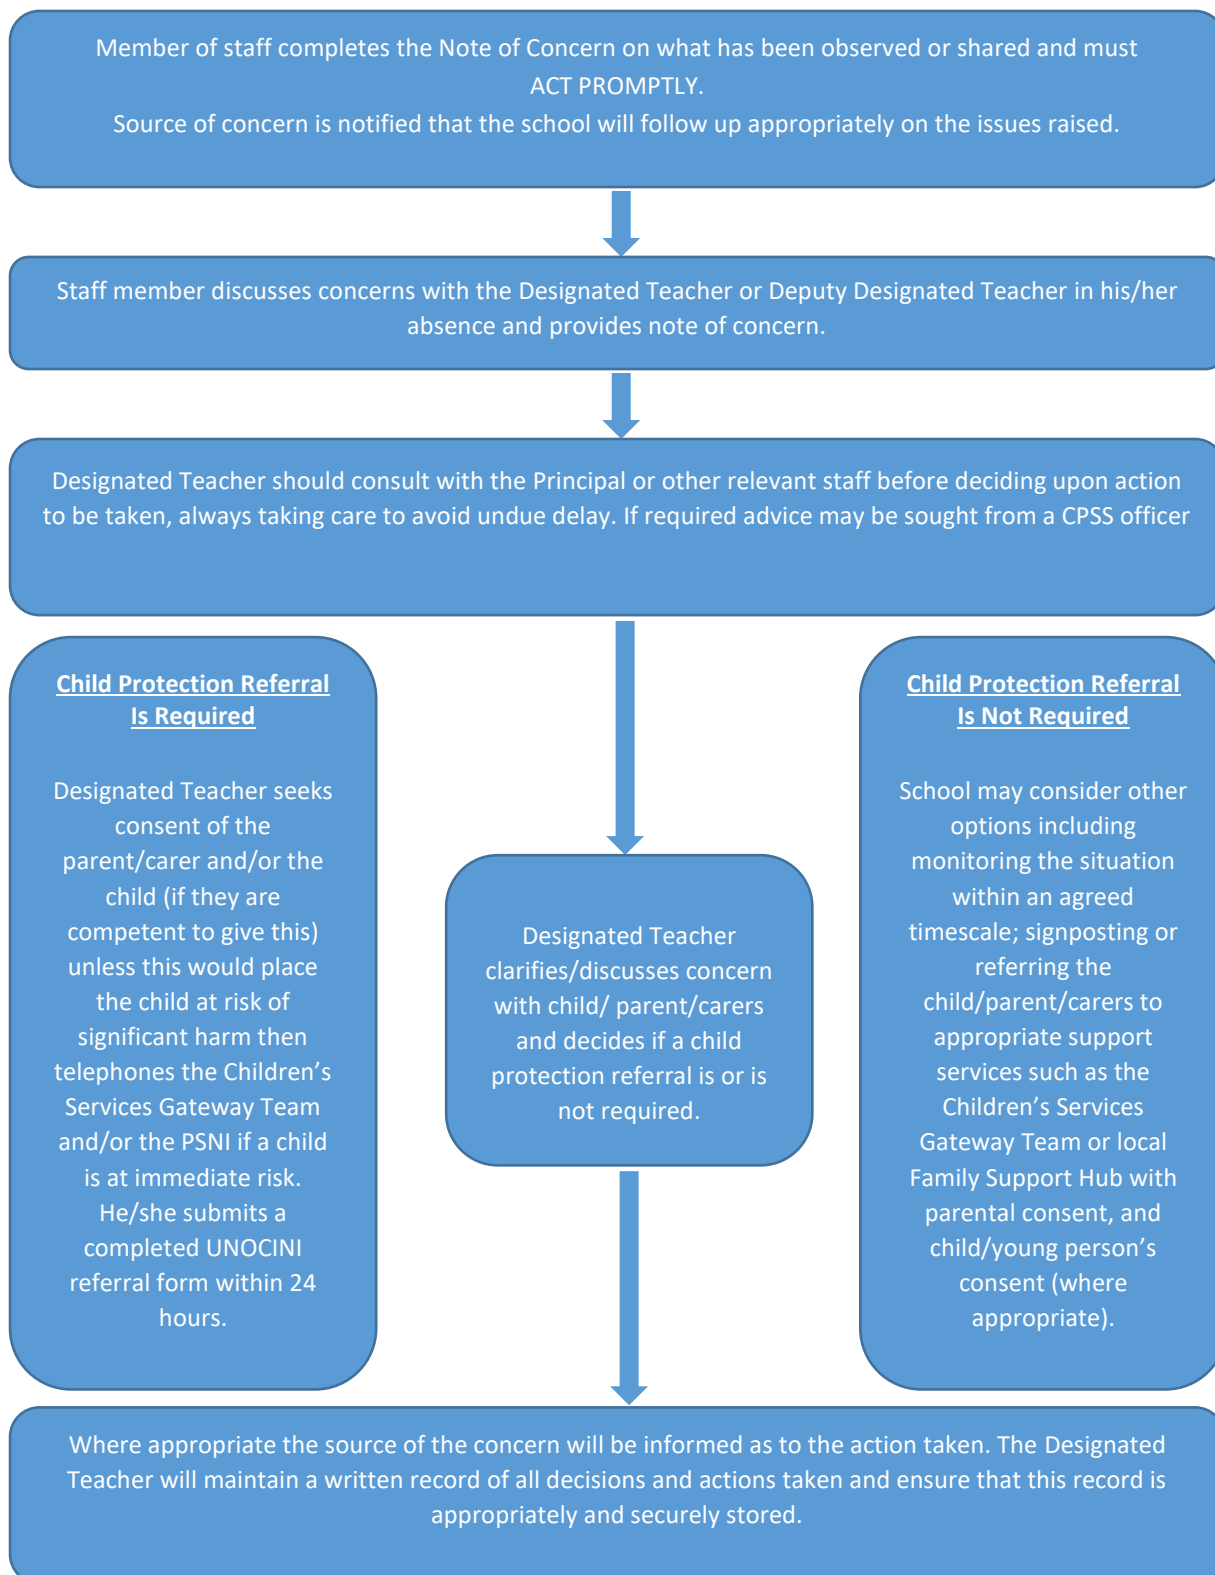 Member of staff completes the Note of Concern on what has been observed or shared and must
ACT PROMPTLY.
Source of concern is notified that the school will follow up appropriately on the issues raised.
Staff member discusses concerns with the Designated Teacher or Deputy Designated Teacher in his/her
absence and provides note of concern.
Designated Teacher should consult with the Principal or other relevant staff before deciding upon action
to be taken, always taking care to avoid undue delay. If required advice may be sought from a CPSS officer
Child Protection Referral
Is Required
Designated Teacher seeks
consent of the
parent/carer and/or the
child (if they are
competent to give this)
unless this would place
the child at risk of
significant harm then
telephones the Children's
Services Gateway Team
and/or the PSNI if a child
is at immediate risk.
He/she submits a
completed UNOCINI
referral form within 24
hours.
Designated Teacher
clarifies/discusses concern
with child/ parent/carers
and decides if a child
protection referral is or is
not required.
Child Protection Referral
Is Not Required
School may consider other
options including
monitoring the situation
within an agreed
timescale; signposting or
referring the
child/parent/carers to
appropriate support
services such as the
Children's Services
Gateway Team or local
Family Support Hub with
parental consent, and
child/young person's
consent (where
appropriate).
Where appropriate the source of the concern will be informed as to the action taken. The Designated
Teacher will maintain a written record of all decisions and actions taken and ensure that this record is
appropriately and securely stored.